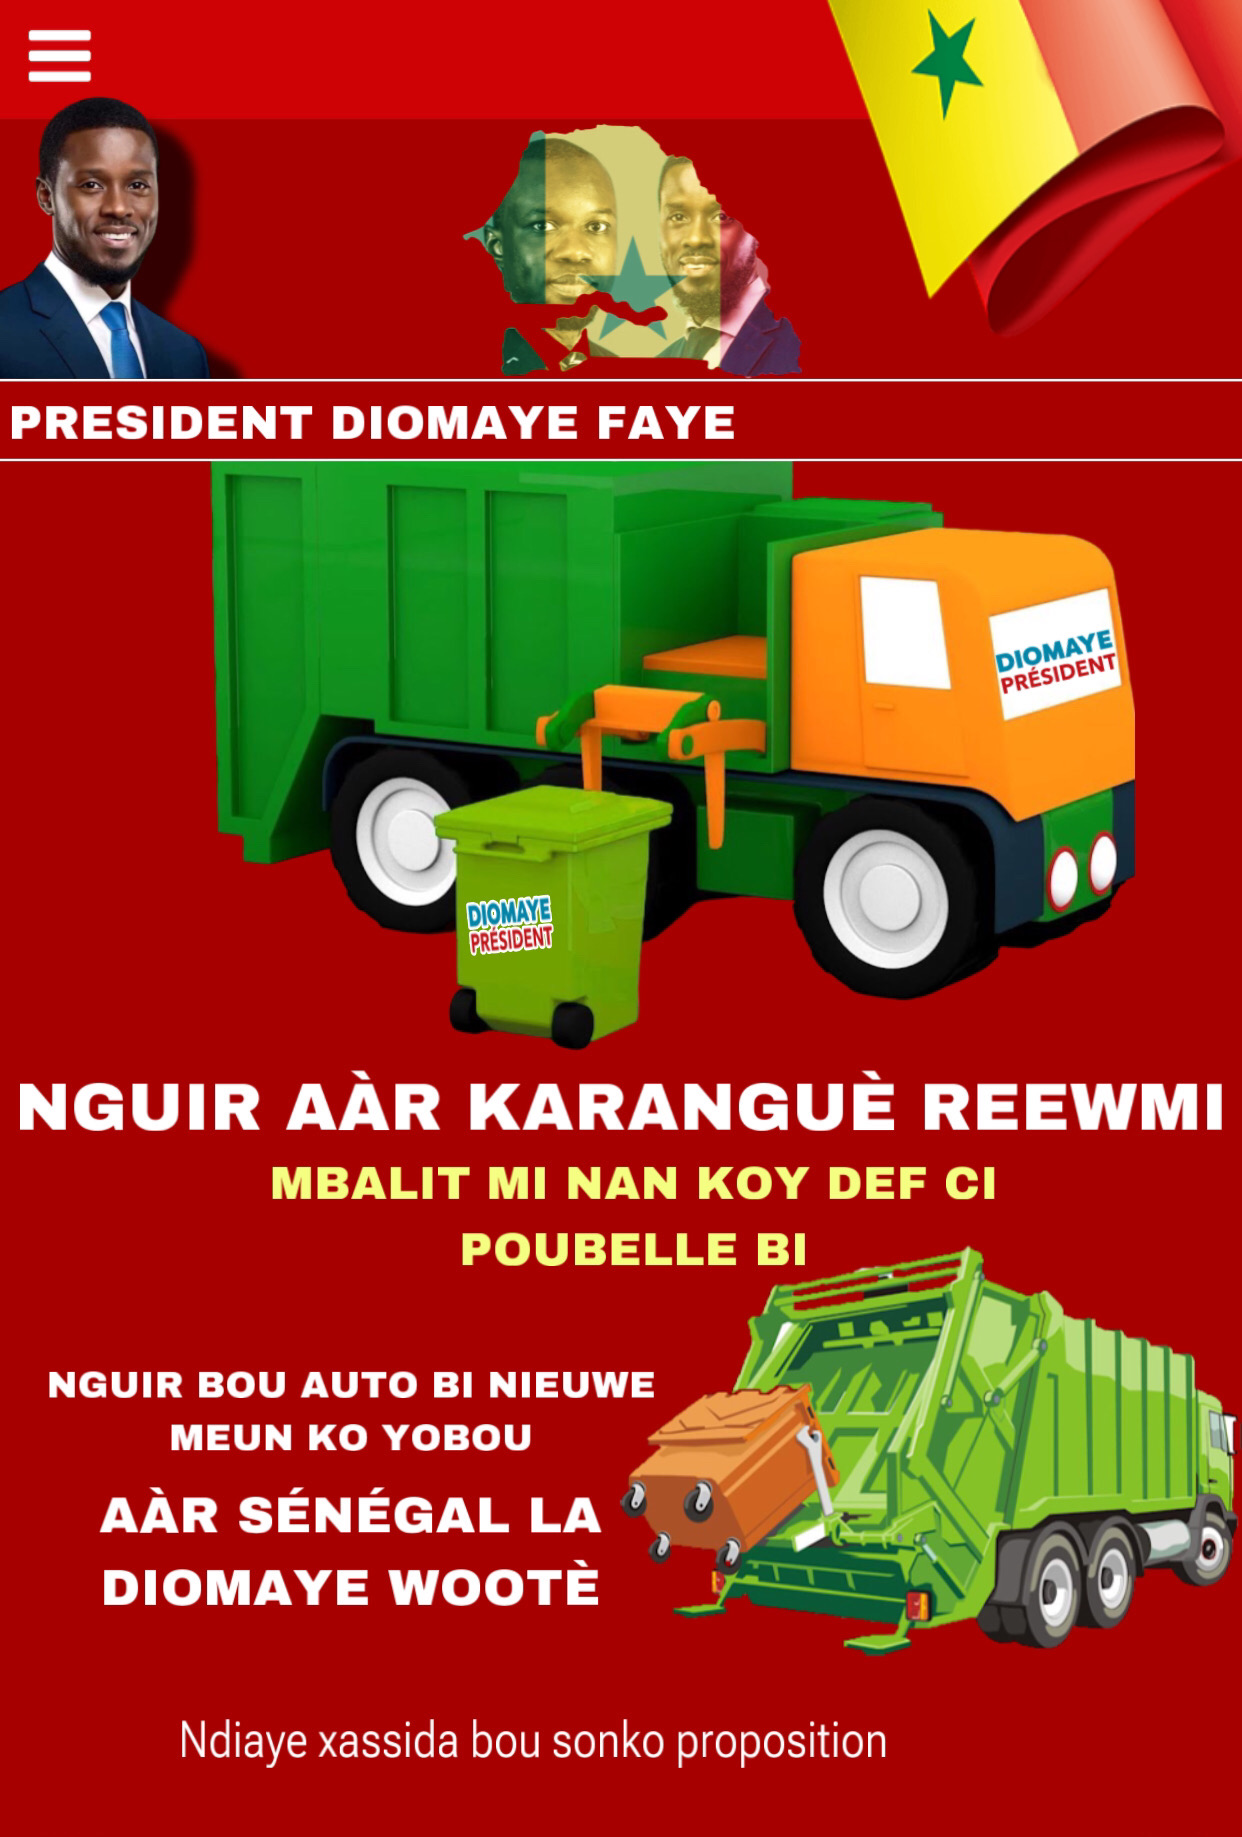 PRESIDENT DIOMAYE FAYE
DIOMAYE
PRÉSIDENT
DIOMAYE
PRÉSIDENT
NGUIR AÀR KARANGUÈ REEWMI
MBALIT MI NAN KOY DEF CI
POUBELLE BI
NGUIR BOU AUTO BI NIEUWE
MEUN KO YOBOU
AÀR SÉNÉGAL LA
DIOMAYE WOOTÈ
Ndiaye xassida bou sonko proposition